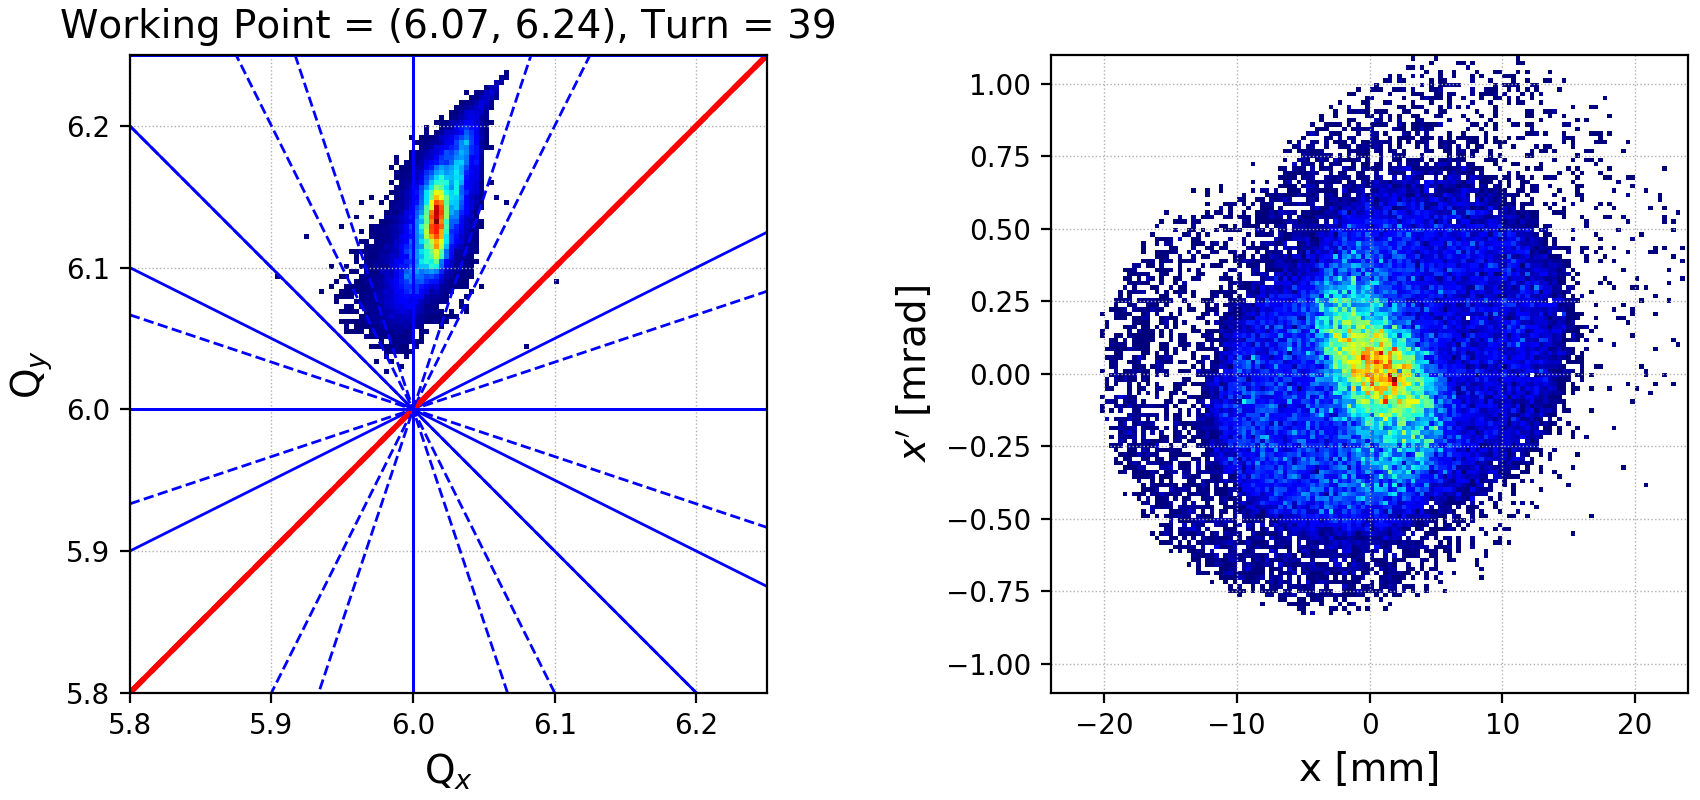 Working Point = (6.07, 6.24), Turn = 39
6.2
6.1
6.0
5.9
5.8
5.8 5.9 6.0 6.1 6.2
Q_y
Q_x
1.00
0.75
0.50
0.25
0.00
−0.25
−0.50
−0.75
−1.00
−20 −10 0 10 20
x′ [mrad]
x [mm]